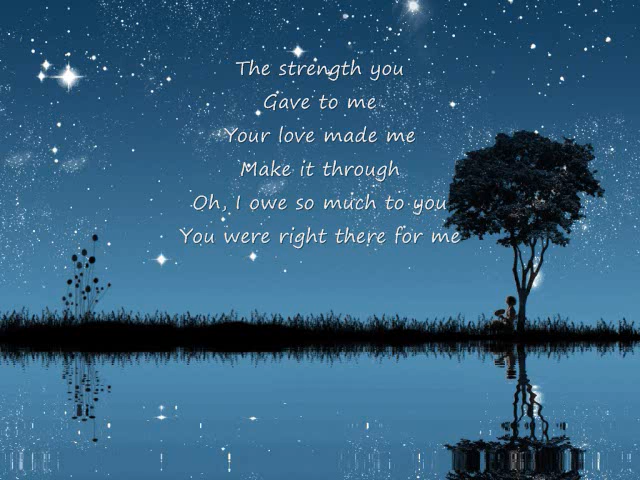 The strength you
Gave to me
Your love made me
Make it through
Oh, I owe so much to you
You were right there for me